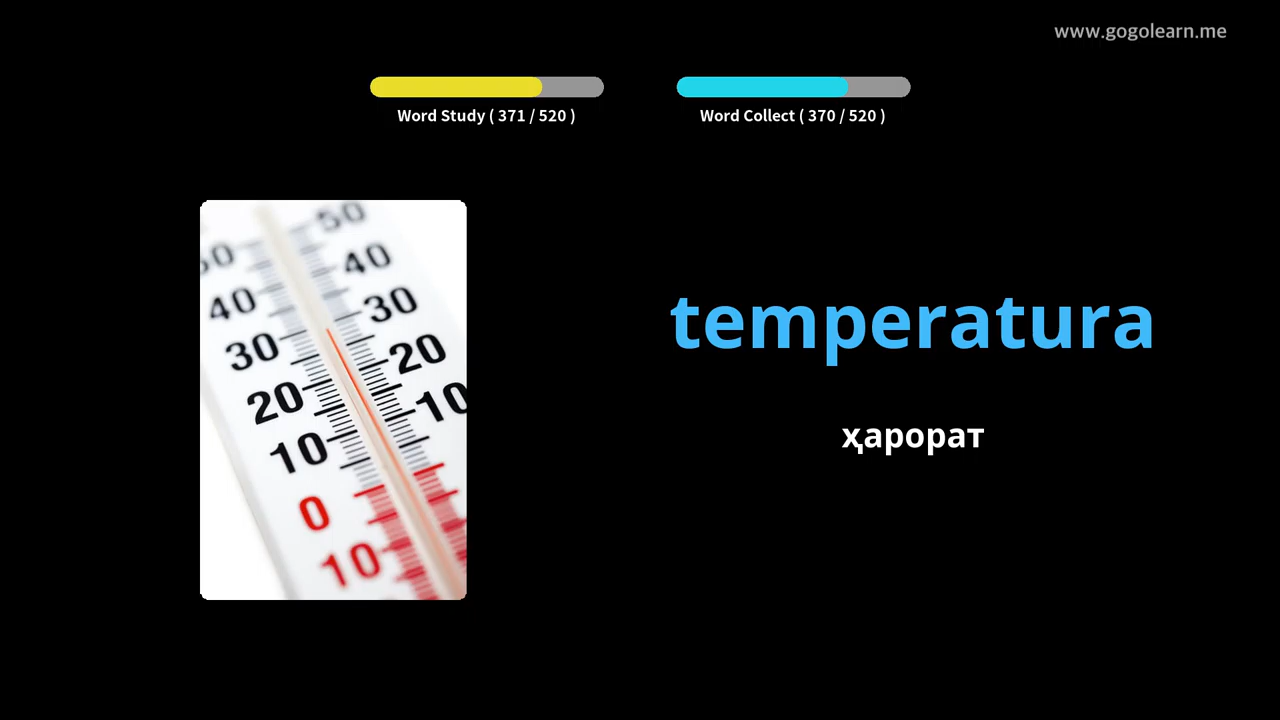 www.gogolearn.me
Word Study ( 371 / 520 )
Word Collect ( 370 / 520 )
50
50
40
40
30
30
20
20
10
10
0
10
temperatura
ҳарорат